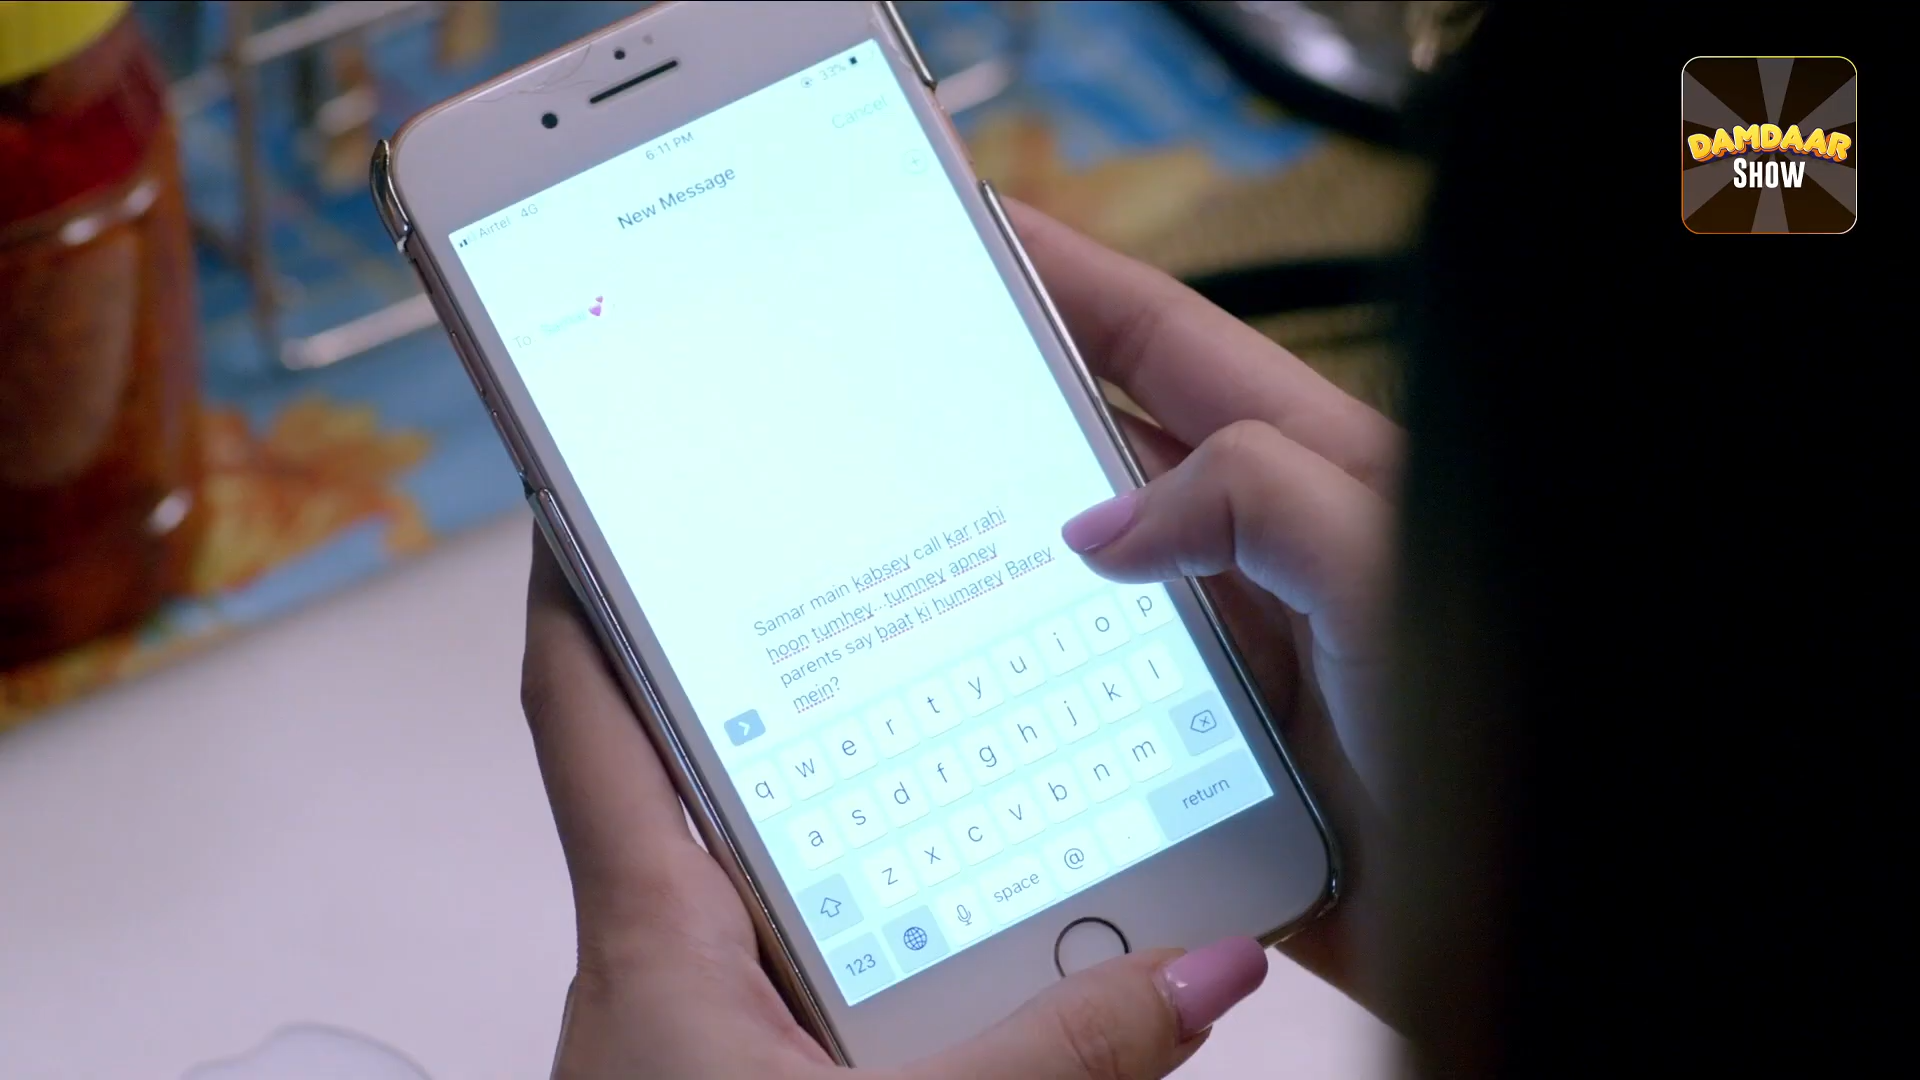 Airtel 4G
6:11 PM
33%
New Message
Cancel
To
Samar main kabsey call kar rahi
hoon tumhey...tumney apney
parents say baat ki humarey Barey
mein?
q w e r t y u i o p
a s d f g h j k l
z x c v b n m
123
space
@
.
return
DAMDAAR
SHOW